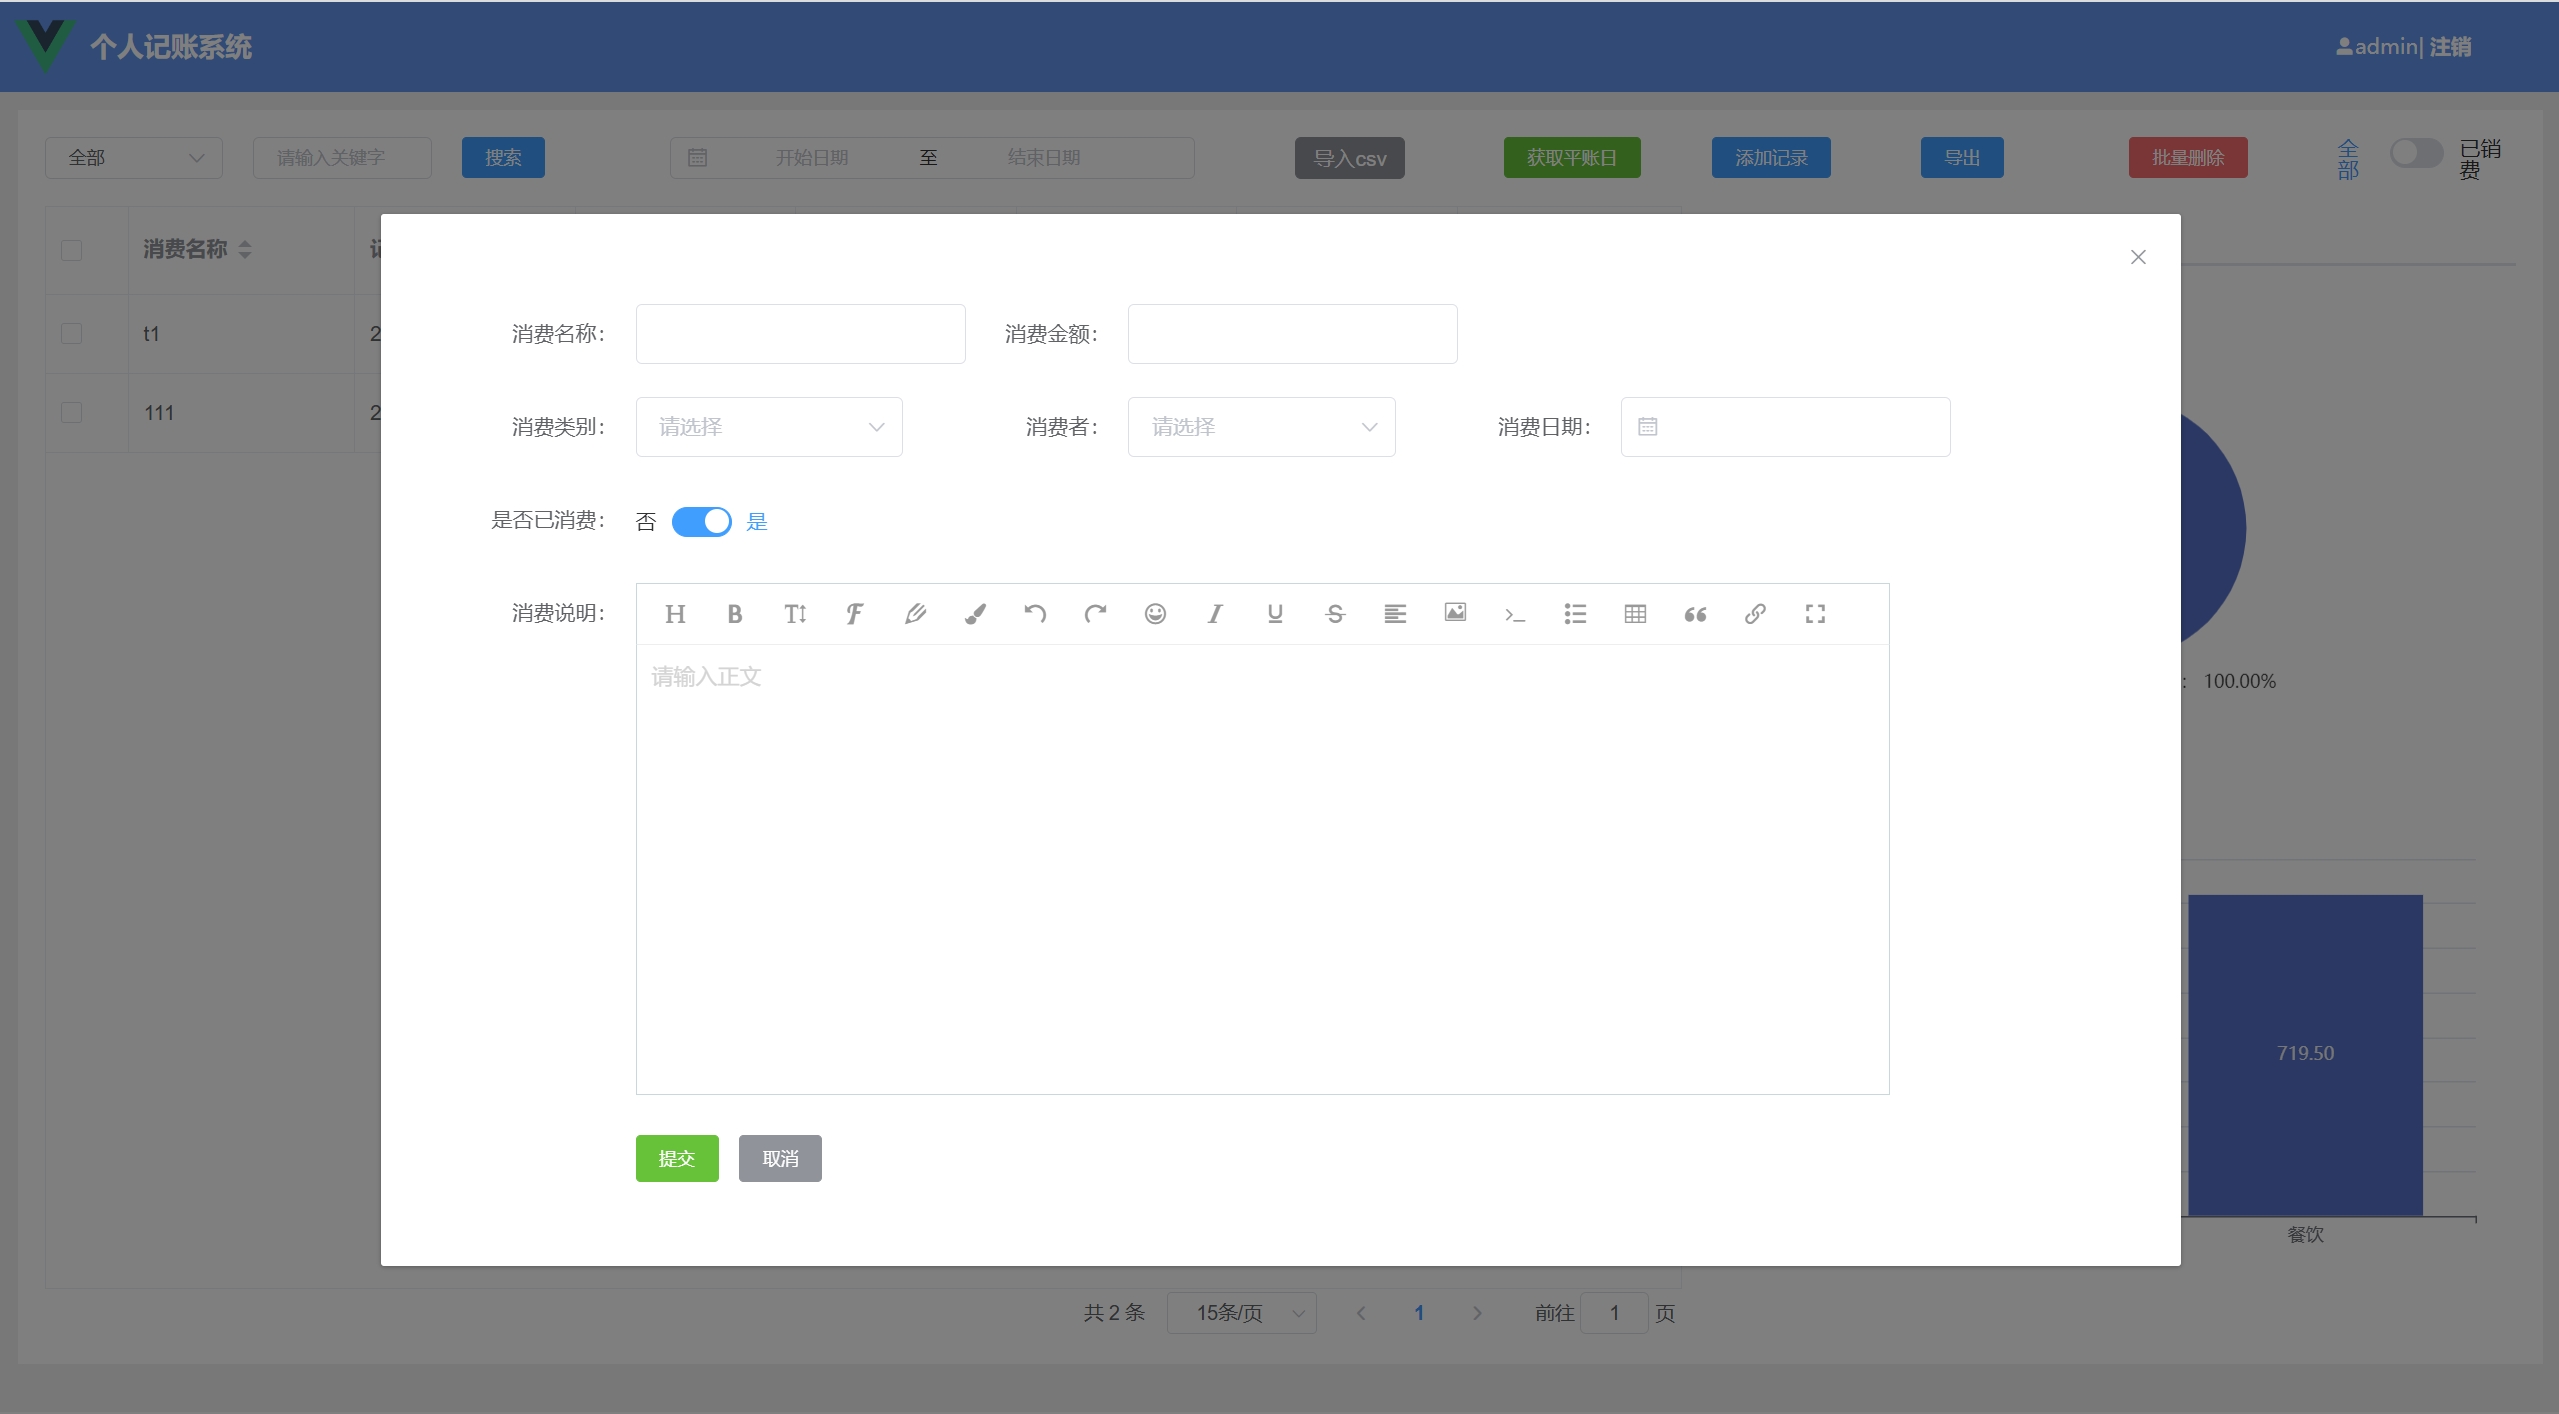 个人记账系统
admin| 注销
全部
请输入关键字
搜索
开始日期 至 结束日期
导入csv
获取平账日
添加记录
导出
批量删除
全部
已销费
消费名称
t1
2
111
2
消费名称：
消费金额：
消费类别： 请选择
消费者： 请选择
消费日期：
是否已消费： 否 是
消费说明：
请输入正文
提交 取消
： 100.00%
719.50
餐饮
共 2 条 15条/页 1 前往 1 页